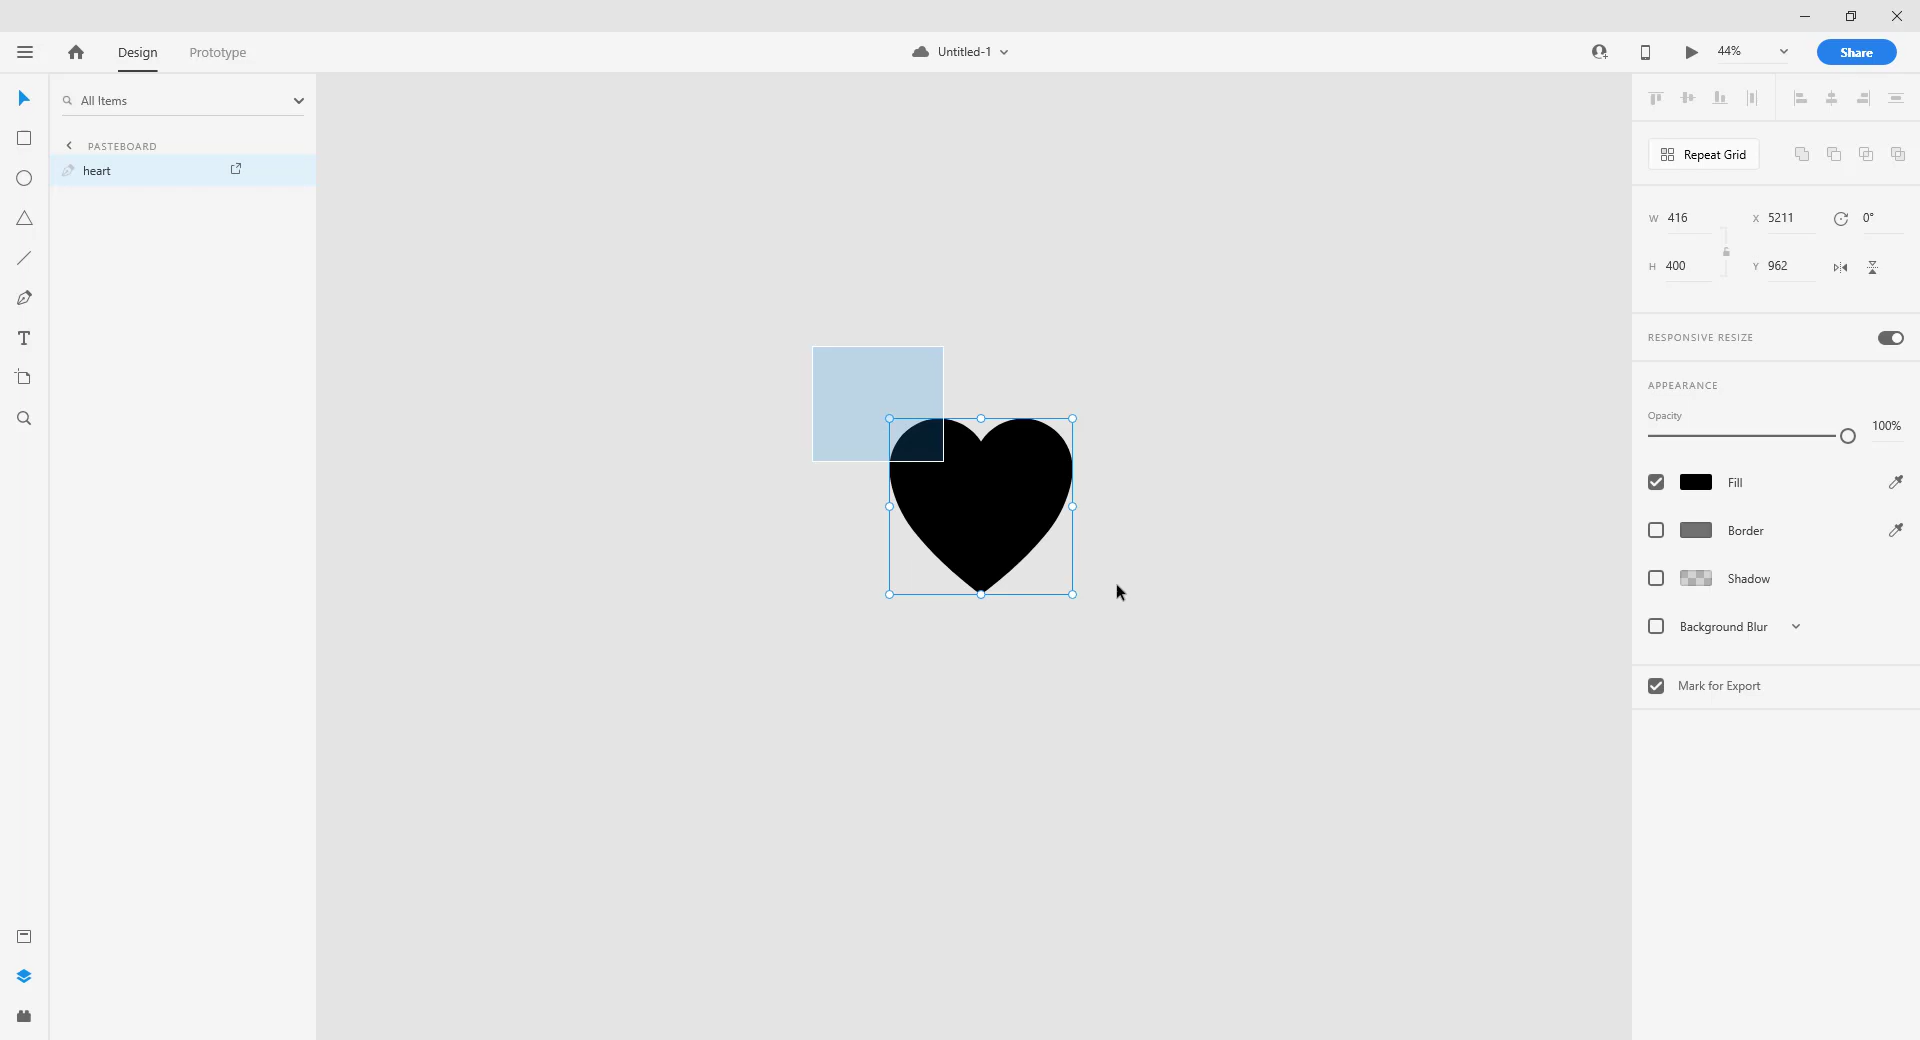 Design
Prototype
Untitled-1
44%
Share
All Items
PASTEBOARD
heart
Repeat Grid
W 416
X 5211
0°
H 400
Y 962
RESPONSIVE RESIZE
APPEARANCE
Opacity
100%
Fill
Border
Shadow
Background Blur
Mark for Export